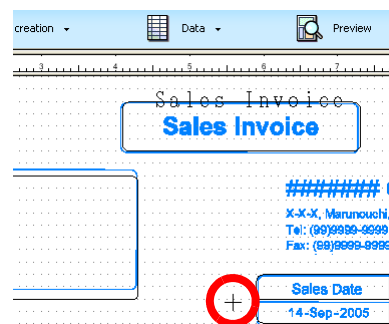 creation Data Preview
3 4 5 6 7
Sales Invoice
Sales Invoice
########
X-X-X, Marunouchi,
Tel: (99)9999-9999
Fax: (99)9999-9999
Sales Date
14-Sep-2005